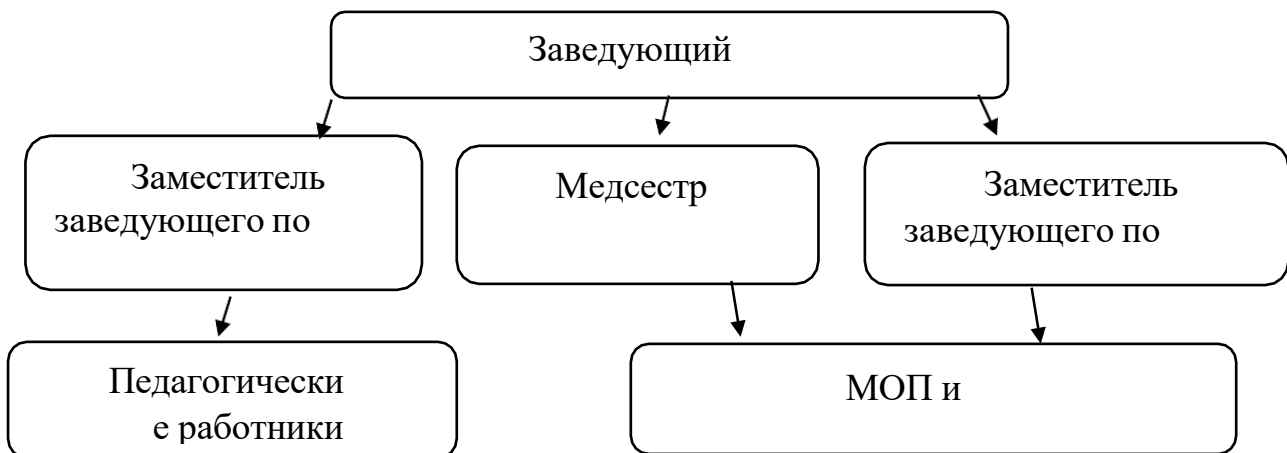 Заведующий
Заместитель
заведующего по
Медсестр
Заместитель
заведующего по
Педагогически
е работники
МОП и